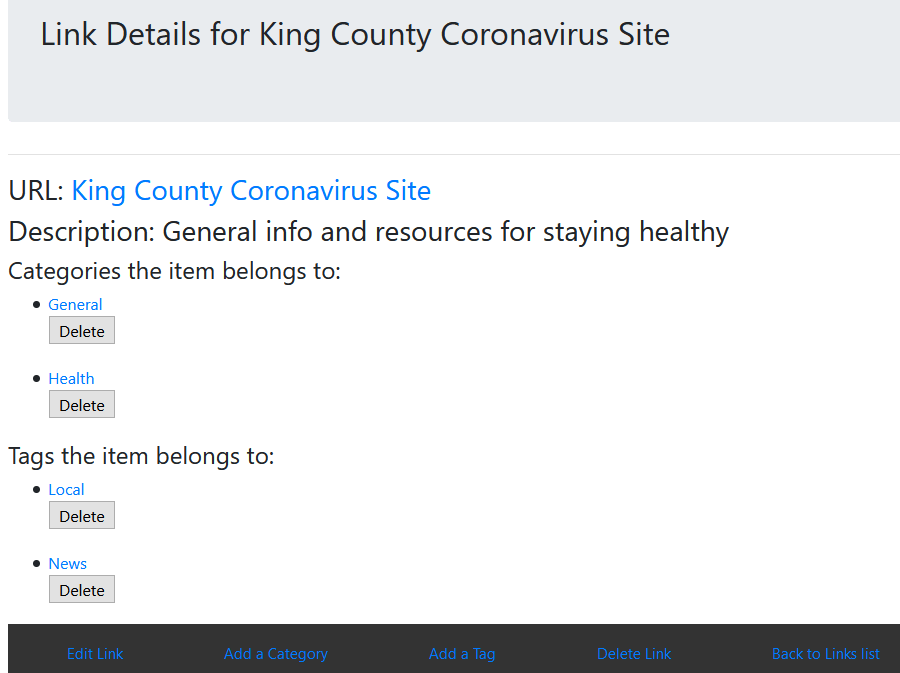 Link Details for King County Coronavirus Site
URL: King County Coronavirus Site
Description: General info and resources for staying healthy
Categories the item belongs to:
General
Delete
Health
Delete
Tags the item belongs to:
Local
Delete
News
Delete
Edit Link Add a Category Add a Tag Delete Link Back to Links list